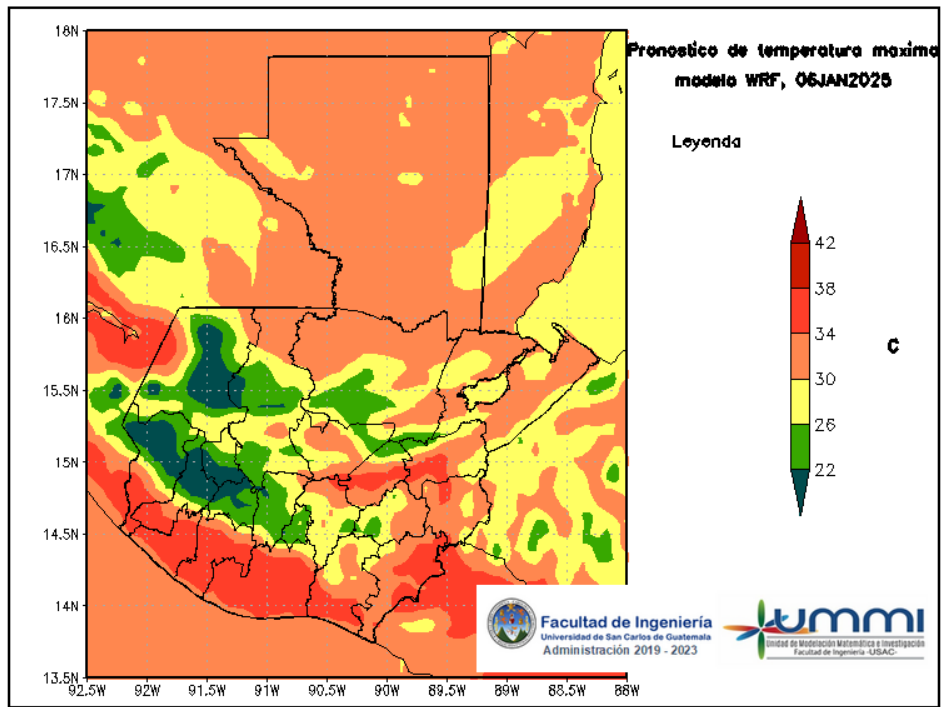 Pronostico de temperatura maxima
modelo WRF, 06JAN2025
Leyenda
42
38
34
30
26
22
C
18N
17.5N
17N
16.5N
16N
15.5N
15N
14.5N
14N
13.5N
92.5W 92W 91.5W 91W 90.5W 90W 89.5W 89W 88.5W 88W
Facultad de Ingeniería
Universidad de San Carlos de Guatemala
Administración 2019 - 2023
UMMI
Unidad de Modelación Matemática e Investigación
Facultad de Ingeniería -USAC-